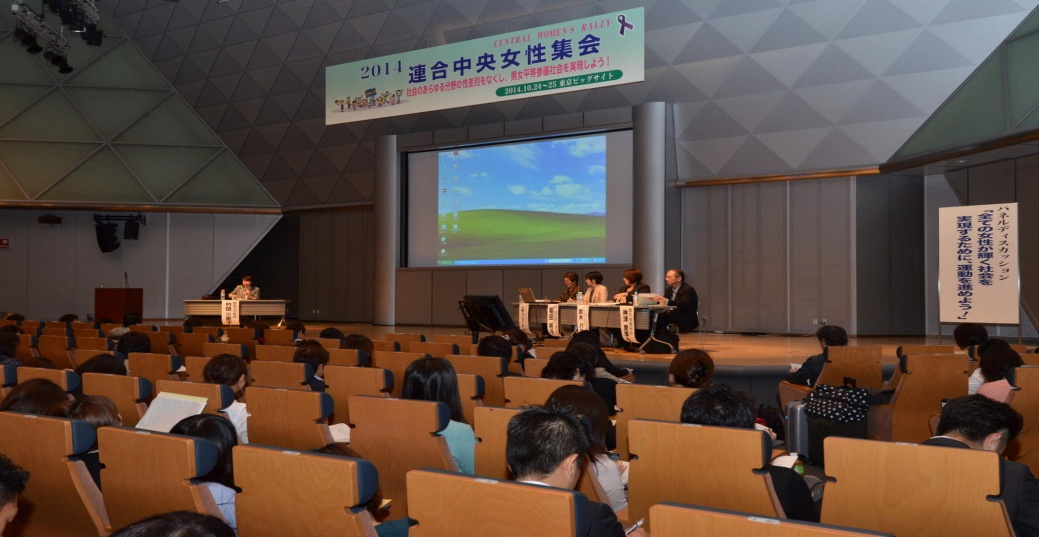 CENTRAL WOMEN'S RALLY
2014 連合中央女性集会
社会のあらゆる分野の性差別をなくし、男女平等参画社会を実現しよう！
2014.10.24～25 東京ビッグサイト
パネルディスカッション
「全ての女性が輝く社会を
実現するために、運動を進めよう！」